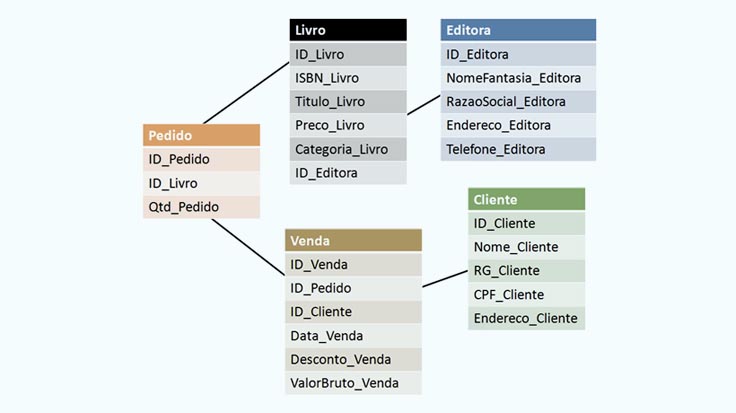 Livro
ID_Livro
ISBN_Livro
Titulo_Livro
Preco_Livro
Categoria_Livro
ID_Editora
Editora
ID_Editora
NomeFantasia_Editora
RazaoSocial_Editora
Endereco_Editora
Telefone_Editora
Pedido
ID_Pedido
ID_Livro
Qtd_Pedido
Venda
ID_Venda
ID_Pedido
ID_Cliente
Data_Venda
Desconto_Venda
ValorBruto_Venda
Cliente
ID_Cliente
Nome_Cliente
RG_Cliente
CPF_Cliente
Endereco_Cliente